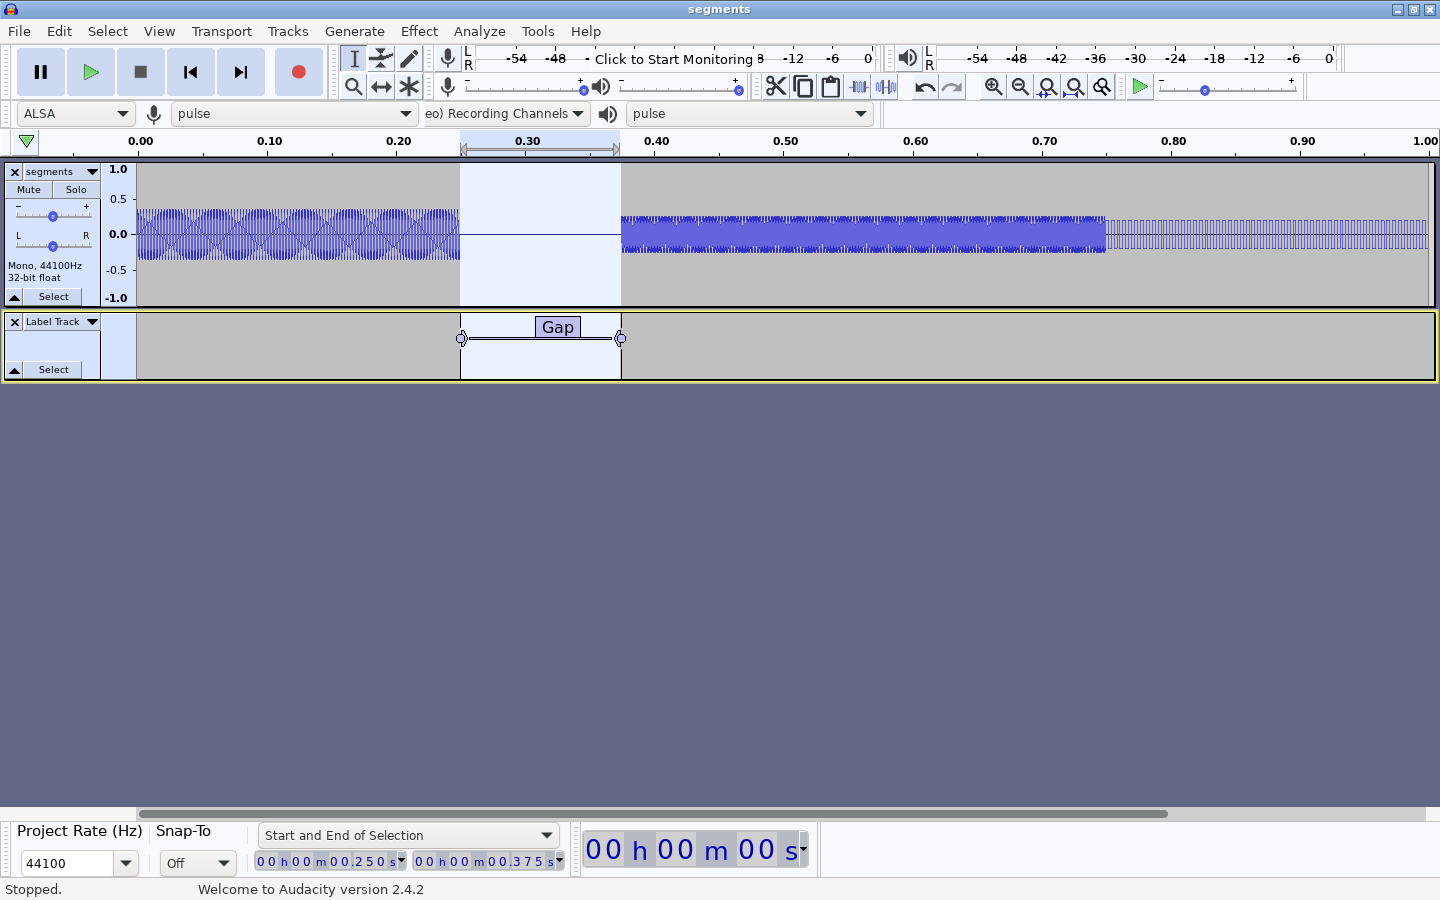 segments
File Edit Select View Transport Tracks Generate Effect Analyze Tools Help
L R -54 -48 - Click to Start Monitoring -12 -6 0 L R -54 -48 -42 -36 -30 -24 -18 -12 -6 0
ALSA pulse eo) Recording Channels pulse
0.00 0.10 0.20 0.30 0.40 0.50 0.60 0.70 0.80 0.90 1.00
segments
Mute Solo
- +
L R
Mono, 44100Hz
32-bit float
Select
1.0
0.5
0.0
-0.5
-1.0
Label Track
Gap
Select
Project Rate (Hz) Snap-To Start and End of Selection
44100 Off 00 h 00 m 00.250 s 00 h 00 m 00.375 s
00 h 00 m 00 s
Stopped. Welcome to Audacity version 2.4.2